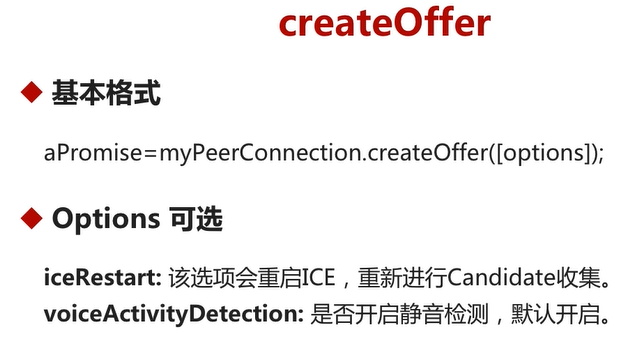 createOffer
基本格式
aPromise=myPeerConnection.createOffer([options]);
Options 可选
iceRestart: 该选项会重启ICE，重新进行Candidate收集。
voiceActivityDetection: 是否开启静音检测，默认开启。